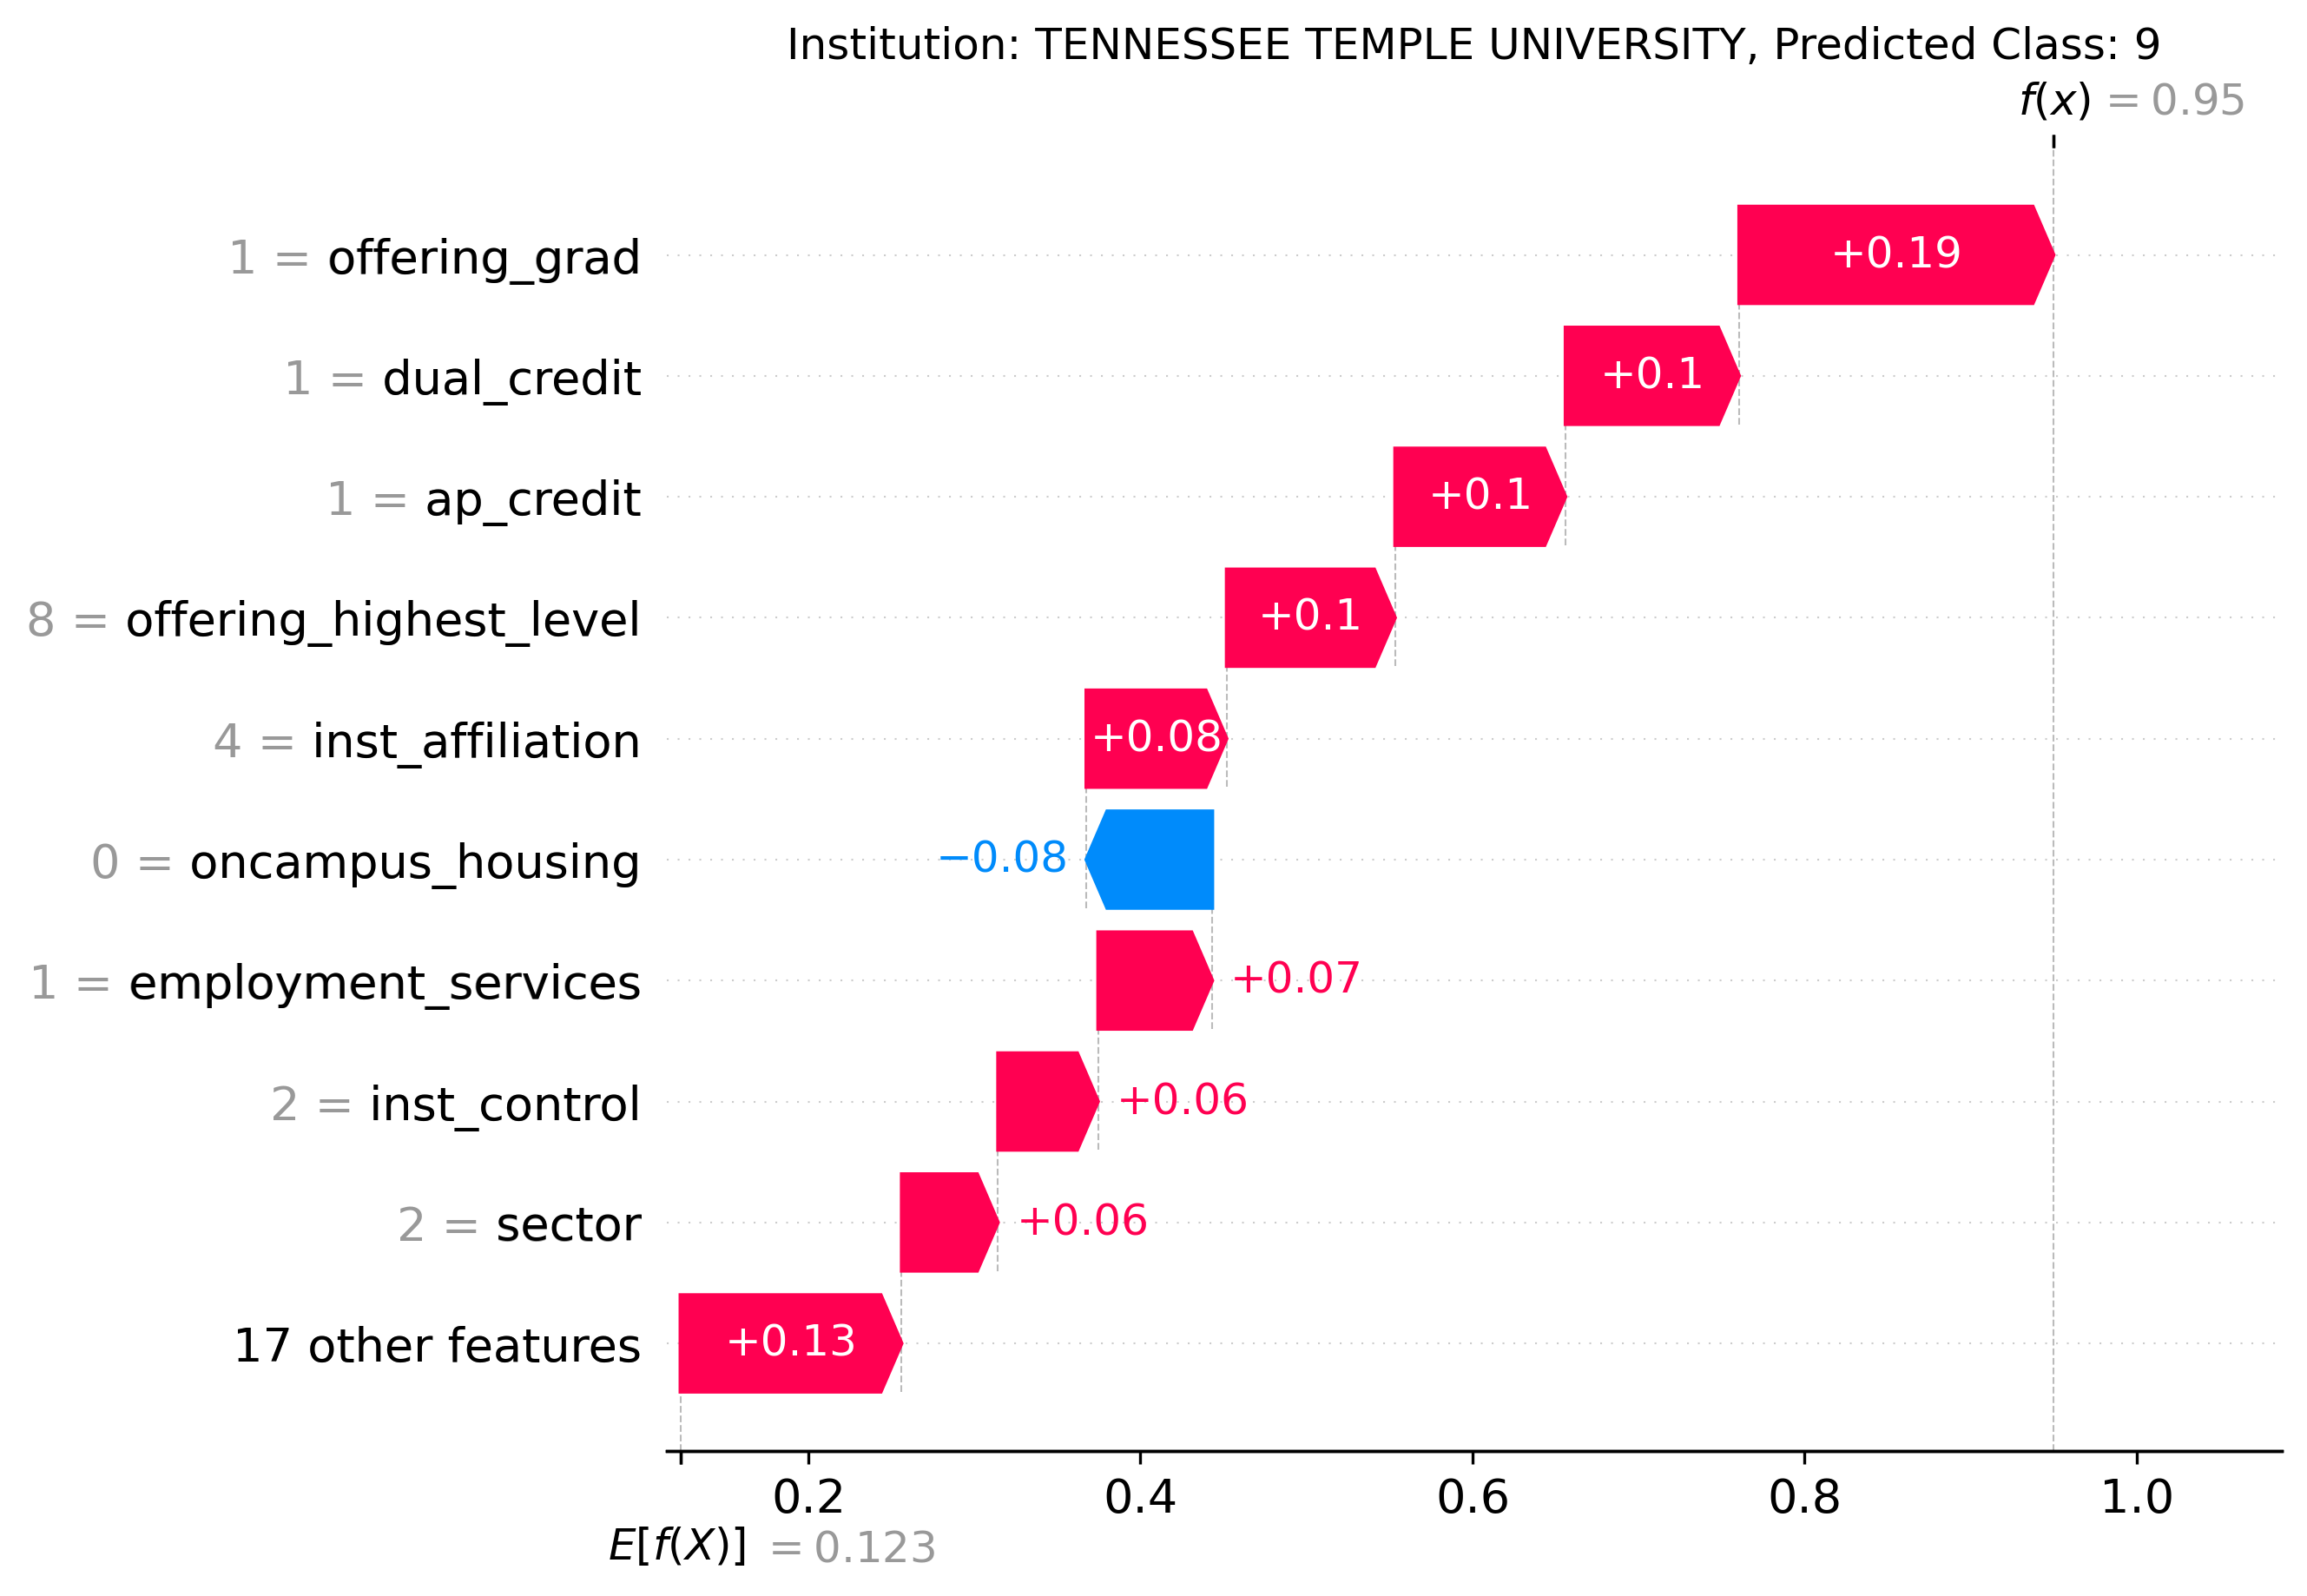 Institution: TENNESSEE TEMPLE UNIVERSITY, Predicted Class: 9
f(x) = 0.95
1 = offering_grad +0.19
1 = dual_credit +0.1
1 = ap_credit +0.1
8 = offering_highest_level +0.1
4 = inst_affiliation +0.08
0 = oncampus_housing −0.08
1 = employment_services +0.07
2 = inst_control +0.06
2 = sector +0.06
17 other features +0.13
0.2 0.4 0.6 0.8 1.0
E[f(X)] = 0.123